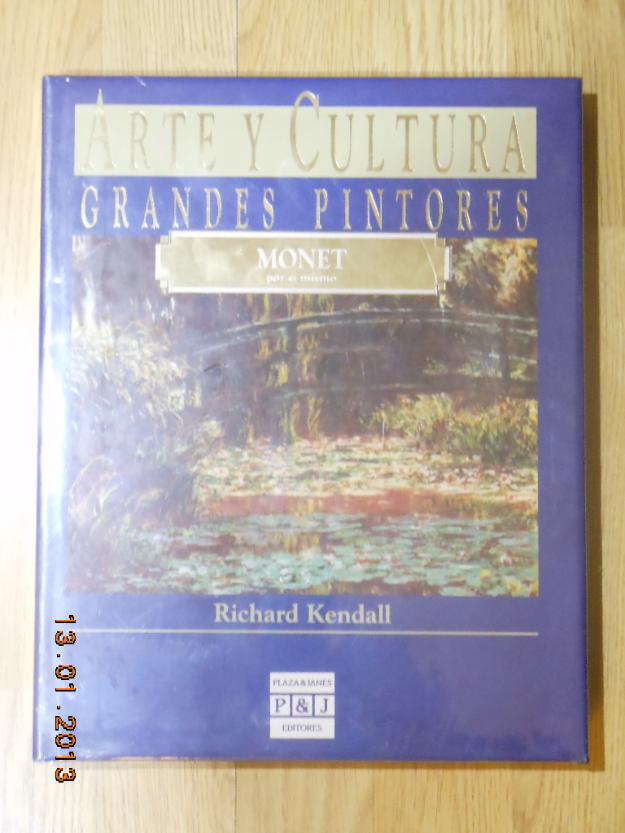 ARTE Y CULTURA
GRANDES PINTORES
MONET
por sí mismo
Richard Kendall
PLAZA & JANES
P & J
EDITORES
13.01.2013